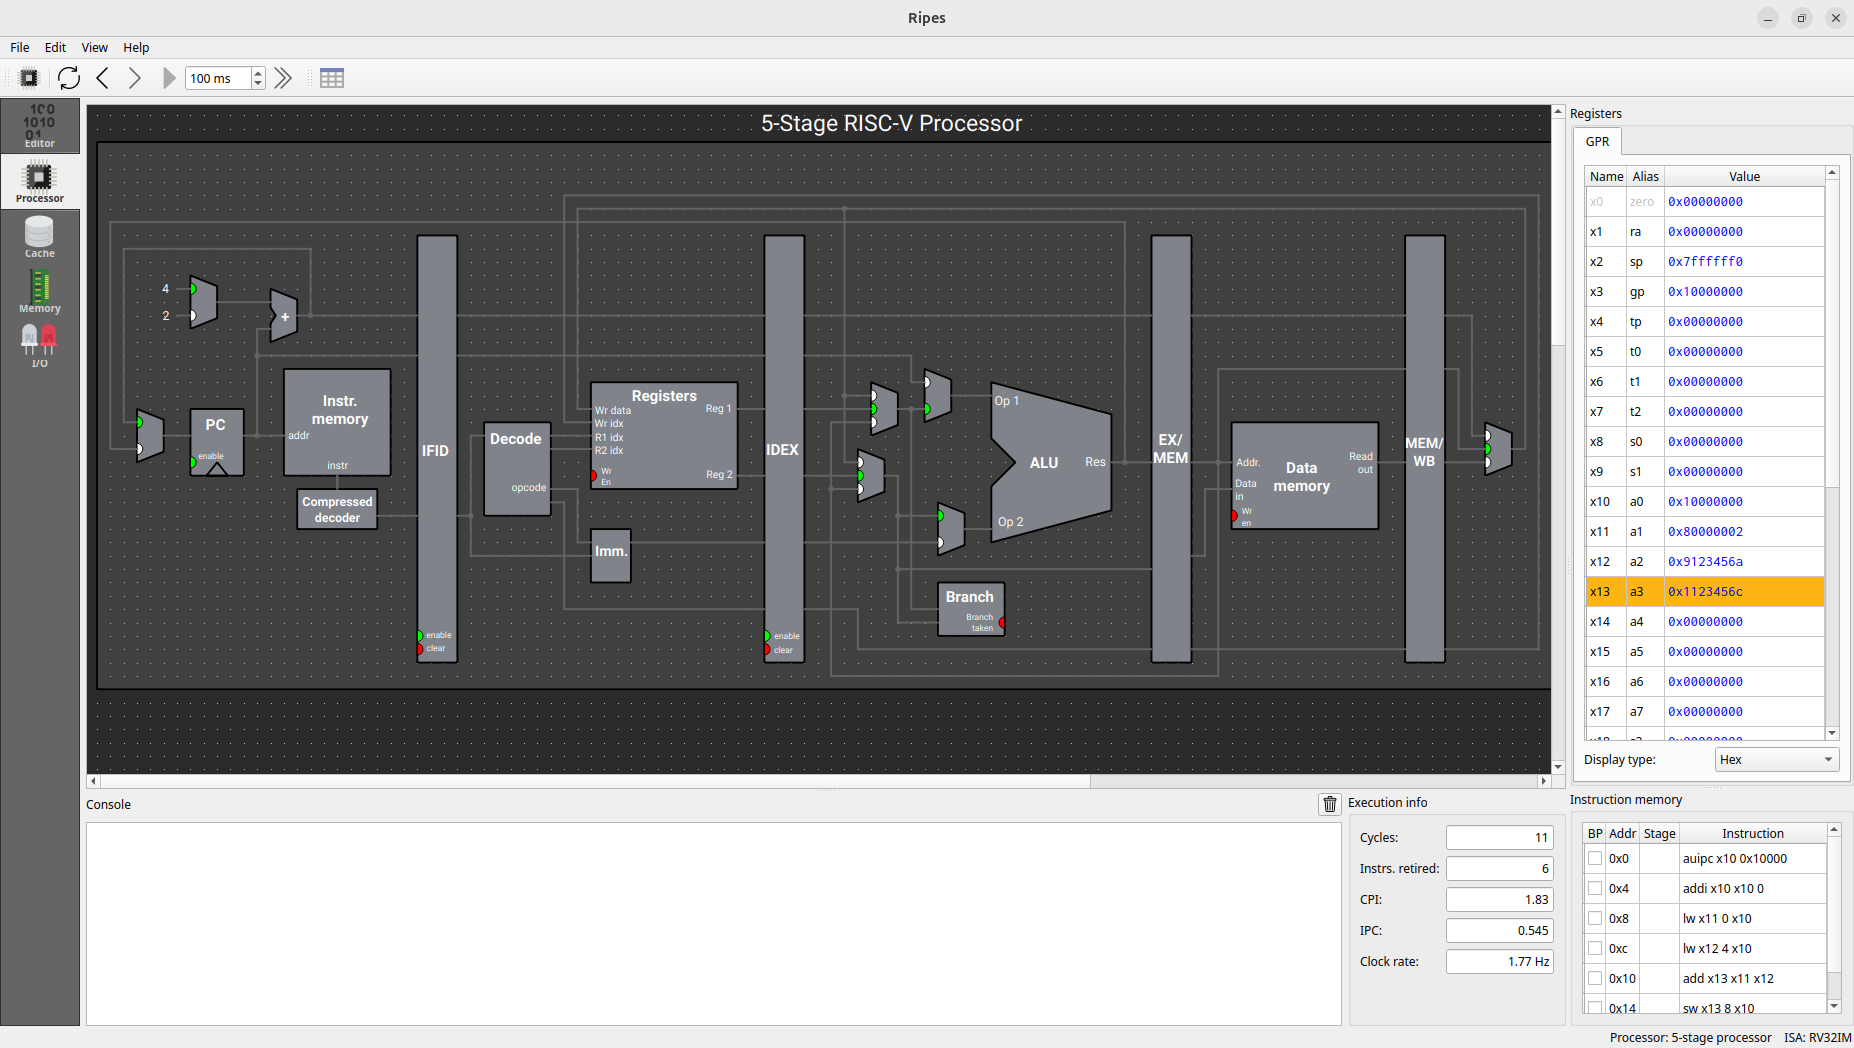 Ripes
File Edit View Help
100 ms
100
1010
01
Editor
Processor
Cache
Memory
I/O
5-Stage RISC-V Processor
4
2
+
PC
enable
Instr.
memory
addr
instr
Compressed
decoder
IFID
enable
clear
Decode
opcode
Registers
Wr data
Wr idx
R1 idx
R2 idx
Wr
En
Reg 1
Reg 2
Imm.
IDEX
enable
clear
Op 1
ALU
Res
Op 2
Branch
Branch
taken
EX/
MEM
Addr.
Data
in
Wr
en
Data
memory
Read
out
MEM/
WB
Registers
GPR
Name Alias Value
x0 zero 0x00000000
x1 ra 0x00000000
x2 sp 0x7ffffff0
x3 gp 0x10000000
x4 tp 0x00000000
x5 t0 0x00000000
x6 t1 0x00000000
x7 t2 0x00000000
x8 s0 0x00000000
x9 s1 0x00000000
x10 a0 0x10000000
x11 a1 0x80000002
x12 a2 0x9123456a
x13 a3 0x1123456c
x14 a4 0x00000000
x15 a5 0x00000000
x16 a6 0x00000000
x17 a7 0x00000000
Display type: Hex
Console
Execution info
Cycles: 11
Instrs. retired: 6
CPI: 1.83
IPC: 0.545
Clock rate: 1.77 Hz
Instruction memory
BP Addr Stage Instruction
0x0 auipc x10 0x10000
0x4 addi x10 x10 0
0x8 lw x11 0 x10
0xc lw x12 4 x10
0x10 add x13 x11 x12
0x14 sw x13 8 x10
Processor: 5-stage processor ISA: RV32IM